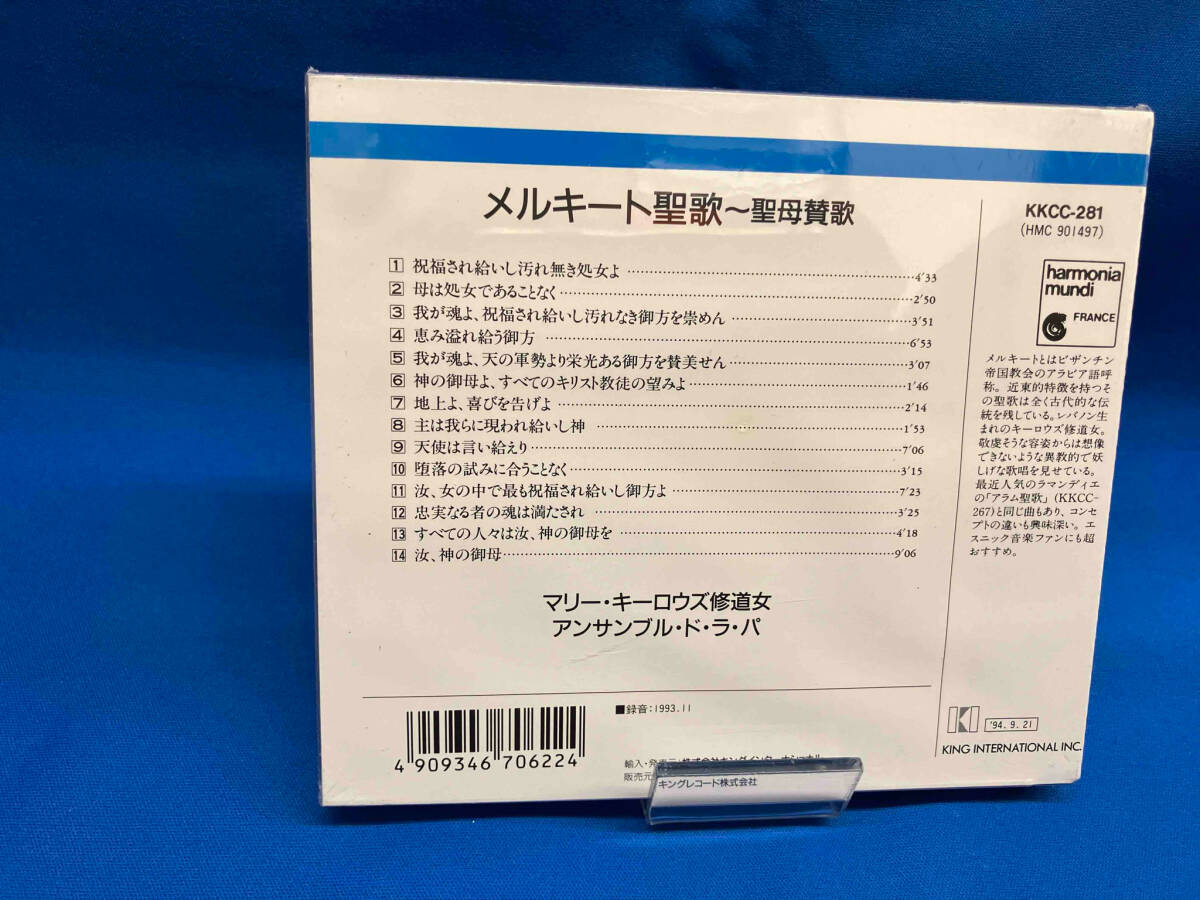 メルキート聖歌〜聖母賛歌
1 祝福され給いし汚れ無き処女よ 4′33
2 母は処女であることなく 2′50
3 我が魂よ、祝福され給いし汚れなき御方を崇めん 3′51
4 恵み溢れ給う御方 6′53
5 我が魂よ、天の軍勢より栄光ある御方を賛美せん 3′07
6 神の御母よ、すべてのキリスト教徒の望みよ 1′46
7 地上よ、喜びを告げよ 2′14
8 主は我らに現われ給いし神 1′53
9 天使は言い給えり 7′06
10 堕落の試みに合うことなく 3′15
11 汝、女の中で最も祝福され給いし御方よ 7′23
12 忠実なる者の魂は満たされ 3′25
13 すべての人々は汝、神の御母を 4′18
14 汝、神の御母 9′06
マリー・キーロウズ修道女
アンサンブル・ド・ラ・パ
■録音:1993.11
4 909346 706224
輸入・発
販売元
キングレコード株式会社
KKCC-281
(HMC 901497)
harmonia
mundi
FRANCE
メルキートとはビザンチン
帝国教会のアラビア語呼
称。近東的特徴を持つそ
の聖歌は全く古代的な伝
統を残している。レバノン生
まれのキーロウズ修道女。
敬虔そうな容姿からは想像
できないような異教的で妖
しげな歌唱を見せている。
最近人気のラマンディエ
の「アラム聖歌」(KKCC-
267)と同じ曲もあり、コンセ
プトの違いも興味深い。エ
スニック音楽ファンにも超
おすすめ。
'94. 9. 21
KING INTERNATIONAL INC.